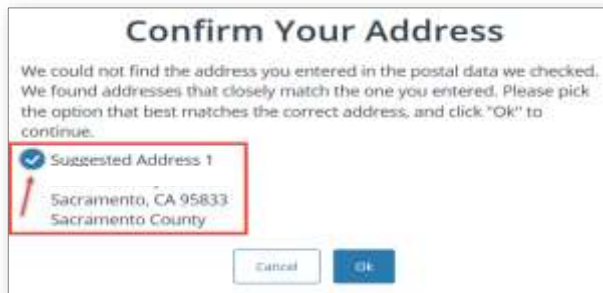 Confirm Your Address
We could not find the address you entered in the postal data we checked.
We found addresses that closely match the one you entered. Please pick
the option that best matches the correct address, and click "Ok" to
continue.
Suggested Address 1
Sacramento, CA 95833
Sacramento County
Cancel
Ok